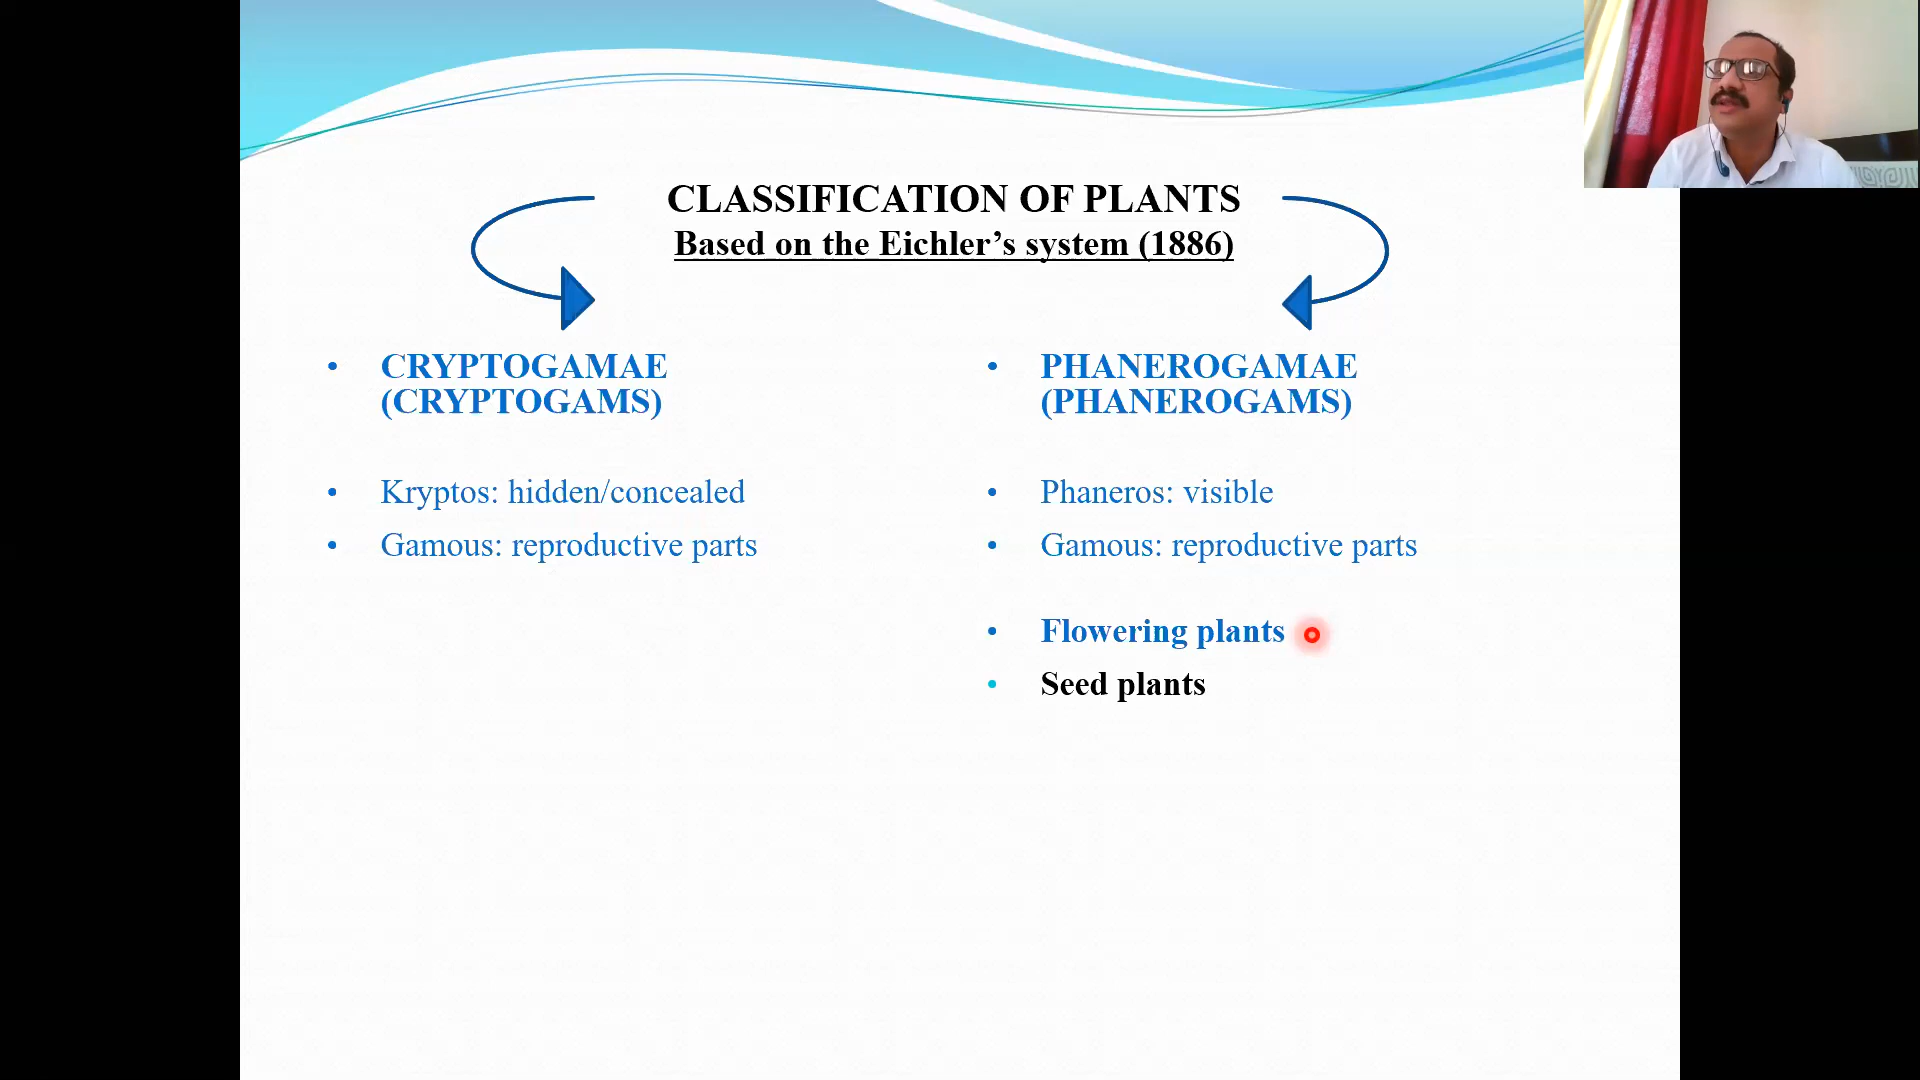 CLASSIFICATION OF PLANTS
Based on the Eichler’s system (1886)
• CRYPTOGAMAE
(CRYPTOGAMS)
• Kryptos: hidden/concealed
• Gamous: reproductive parts
• PHANEROGAMAE
(PHANEROGAMS)
• Phaneros: visible
• Gamous: reproductive parts
• Flowering plants
• Seed plants